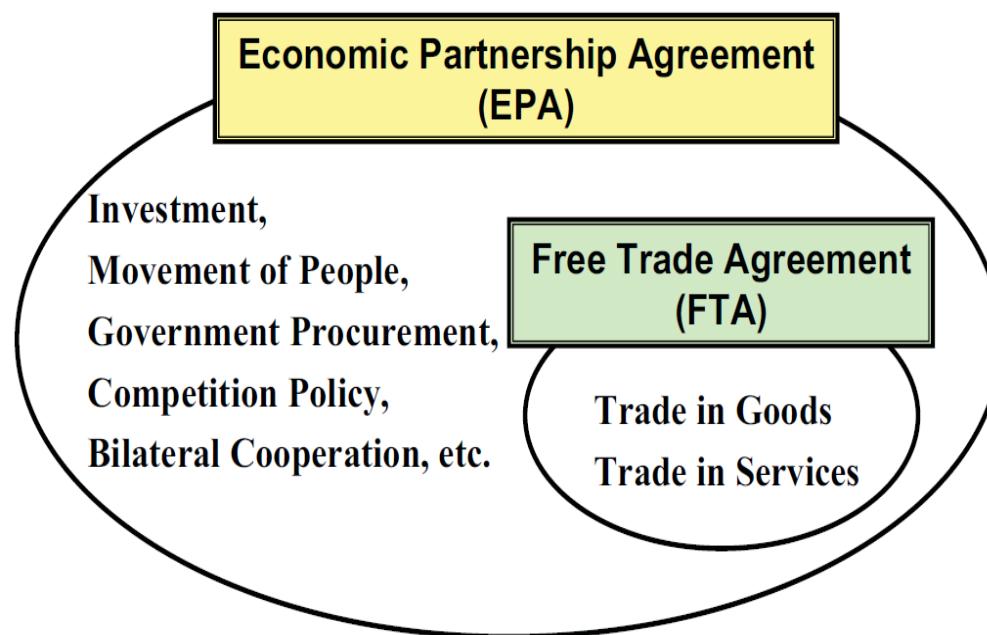 Economic Partnership Agreement
(EPA)
Investment,
Movement of People,
Government Procurement,
Competition Policy,
Bilateral Cooperation, etc.
Free Trade Agreement
(FTA)
Trade in Goods
Trade in Services